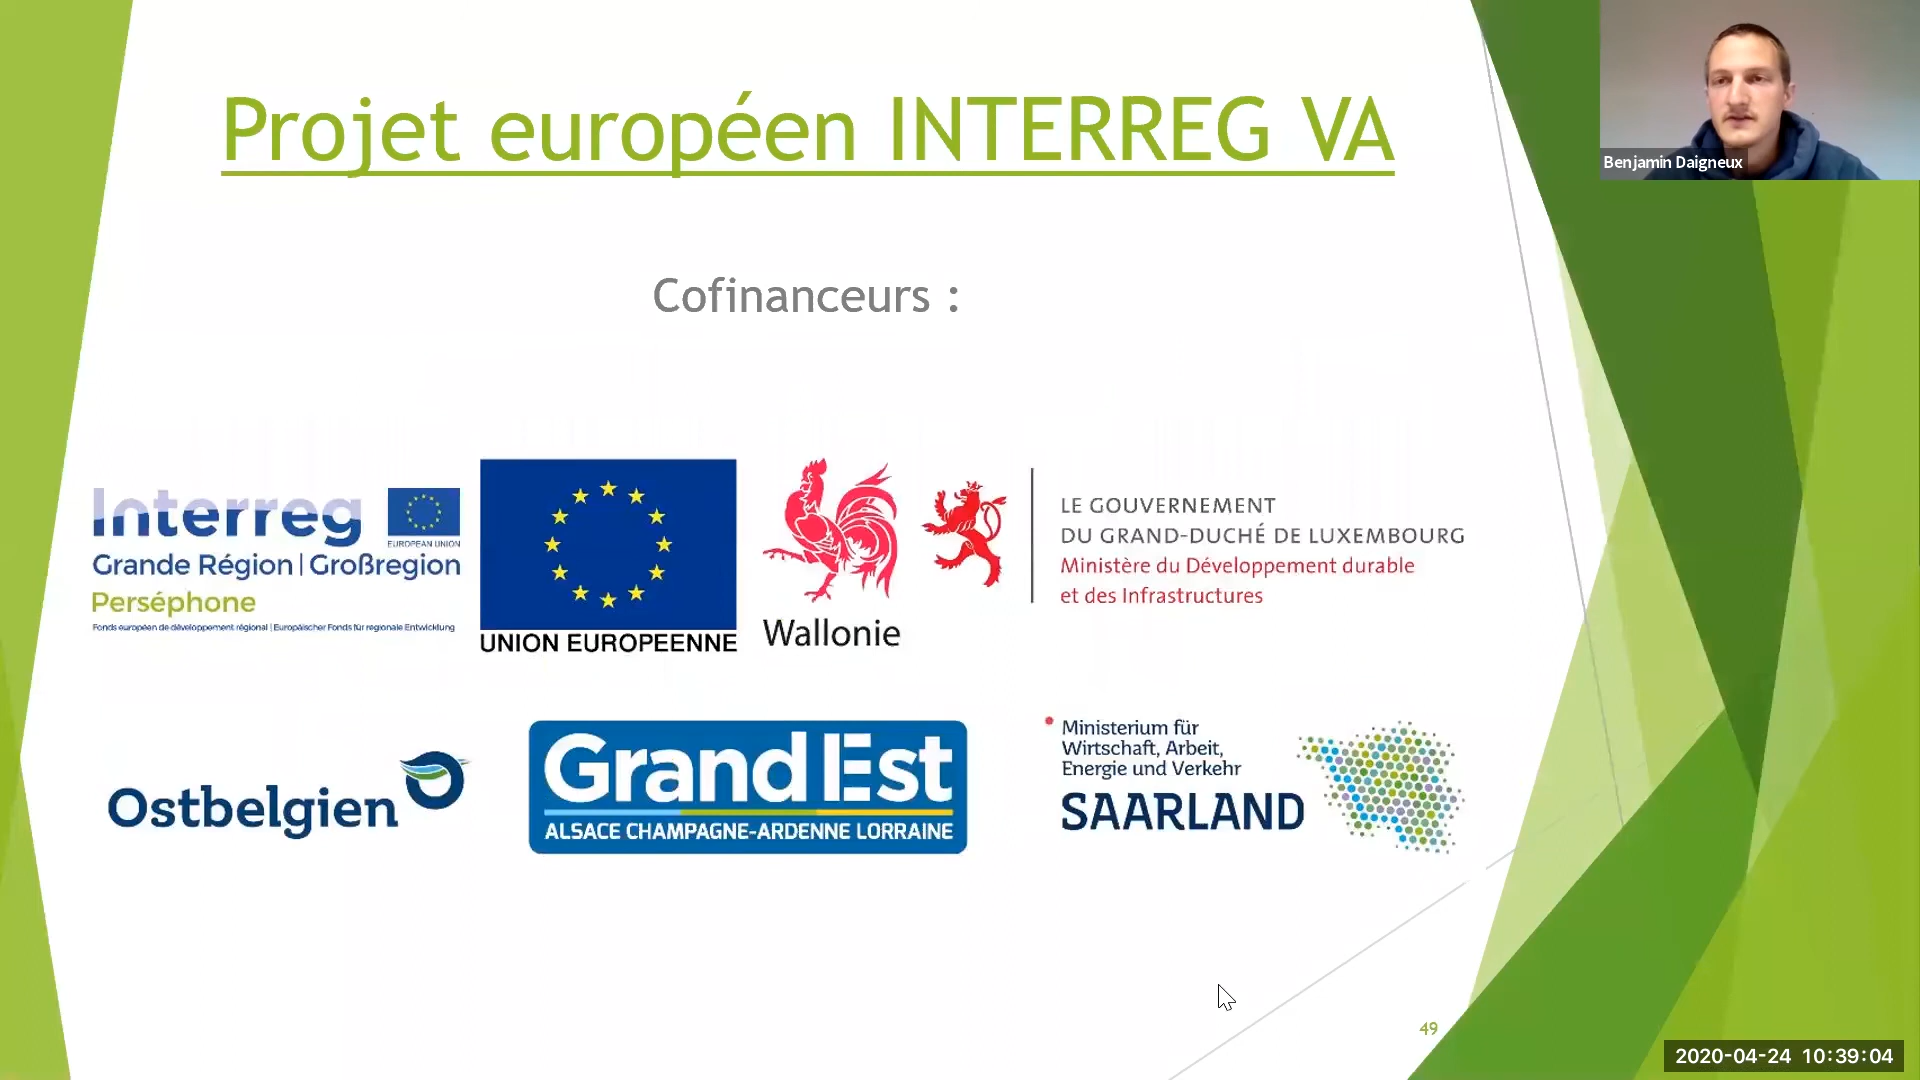 Projet européen INTERREG VA
Benjamin Daigneux
Cofinanceurs :
Interreg
EUROPEAN UNION
Grande Région | Großregion
Perséphone
Fonds européen de développement régional | Europäischer Fonds für regionale Entwicklung
UNION EUROPEENNE
Wallonie
LE GOUVERNEMENT
DU GRAND-DUCHÉ DE LUXEMBOURG
Ministère du Développement durable
et des Infrastructures
Ostbelgien
Grand Est
ALSACE CHAMPAGNE-ARDENNE LORRAINE
Ministerium für
Wirtschaft, Arbeit,
Energie und Verkehr
SAARLAND
49
2020-04-24 10:39:04